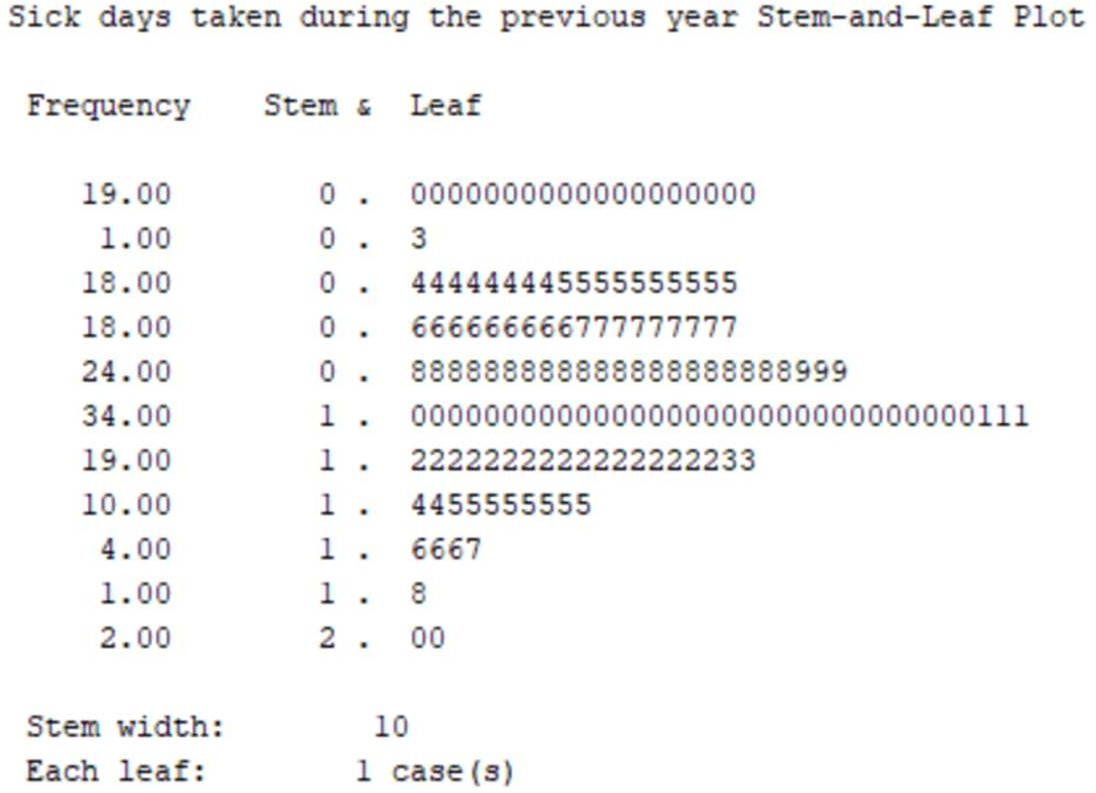 Sick days taken during the previous year Stem-and-Leaf Plot
Frequency Stem & Leaf
19.00 0 . 0000000000000000000
1.00 0 . 3
18.00 0 . 444444445555555555
18.00 0 . 666666666777777777
24.00 0 . 888888888888888888888999
34.00 1 . 0000000000000000000000000000000111
19.00 1 . 2222222222222222233
10.00 1 . 4455555555
4.00 1 . 6667
1.00 1 . 8
2.00 2 . 00
Stem width: 10
Each leaf: 1 case(s)